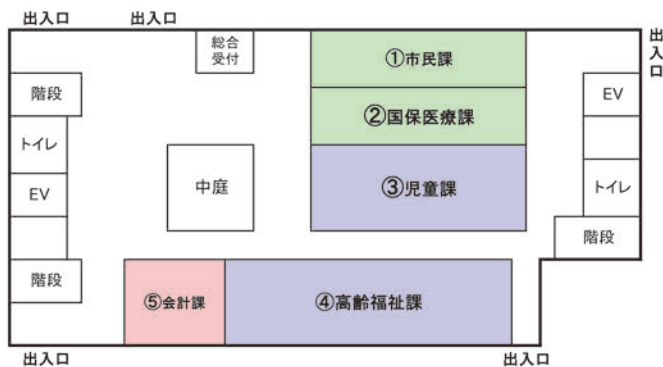 出入口
出入口
出入口
総合
受付
①市民課
階段
EV
②国保医療課
トイレ
中庭
③児童課
EV
トイレ
階段
階段
⑤会計課
④高齢福祉課
出入口
出入口